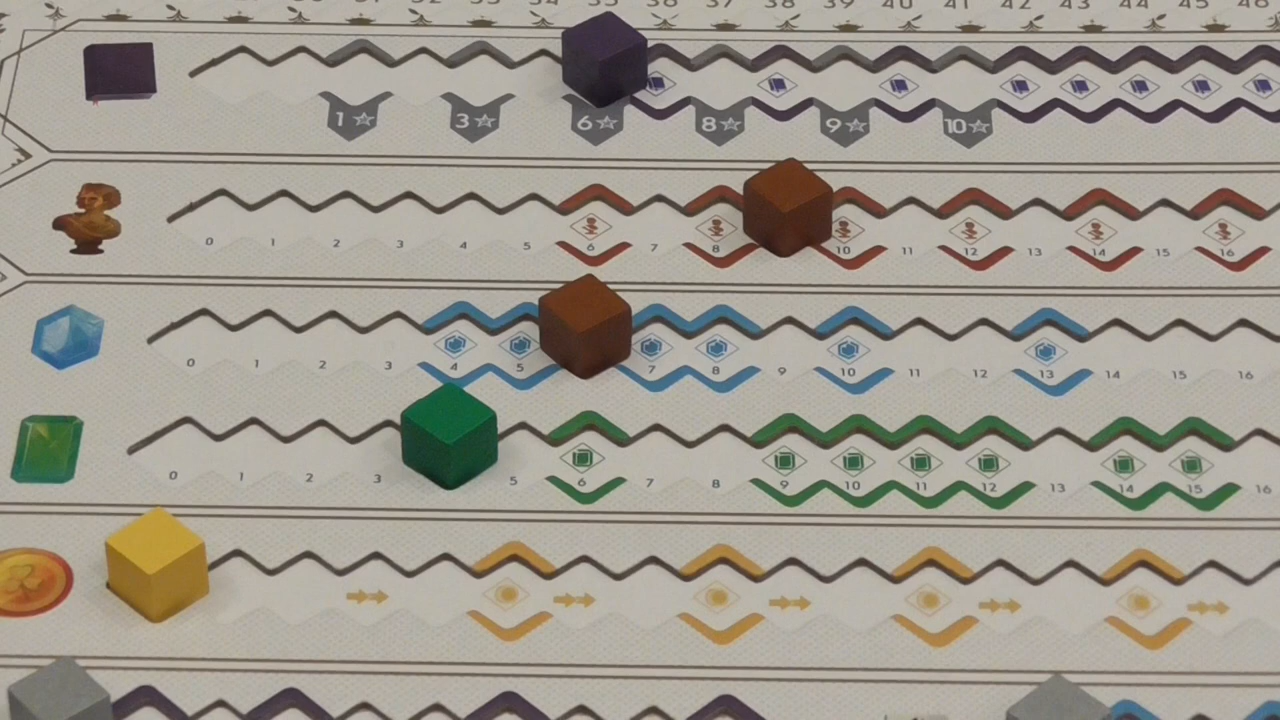 35 36 37 38 39 40 41 42 43 44 45 46
1 3 6 8 9 10
0 1 2 3 4 5 6 7 8 10 11 12 13 14 15 16
0 1 2 3 4 5 7 8 9 10 11 12 13 14 15 16
0 1 2 3 5 6 7 8 9 10 11 12 13 14 15 16